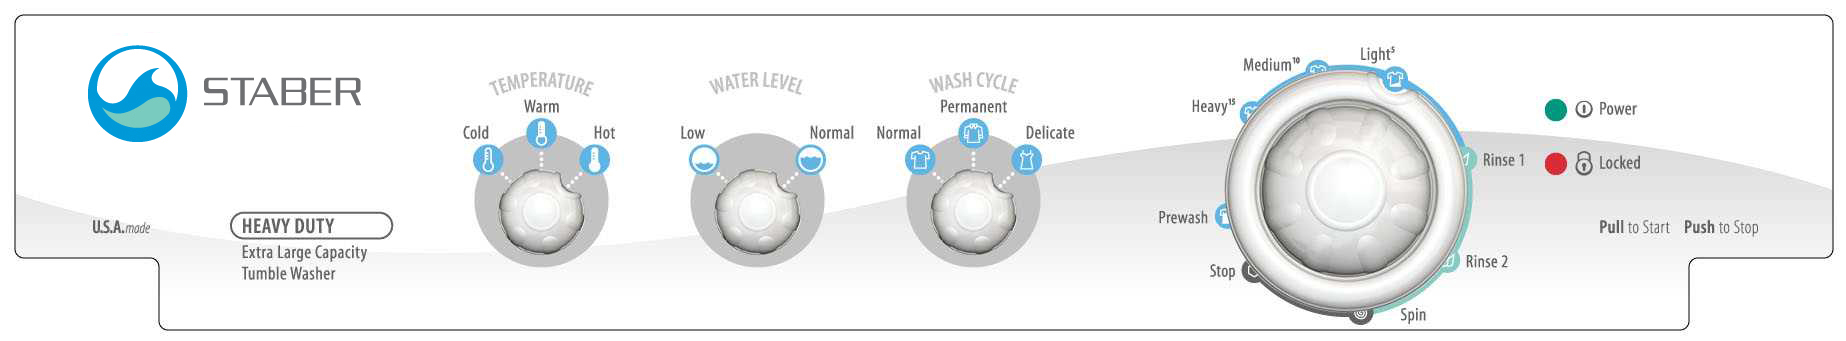 STABER
U.S.A.made
HEAVY DUTY
Extra Large Capacity
Tumble Washer
TEMPERATURE
Cold
Warm
Hot
WATER LEVEL
Low
Normal
WASH CYCLE
Normal
Permanent
Delicate
Prewash
Heavy¹⁵
Medium¹⁰
Light⁵
Rinse 1
Rinse 2
Spin
Stop
Power
Locked
Pull to Start Push to Stop